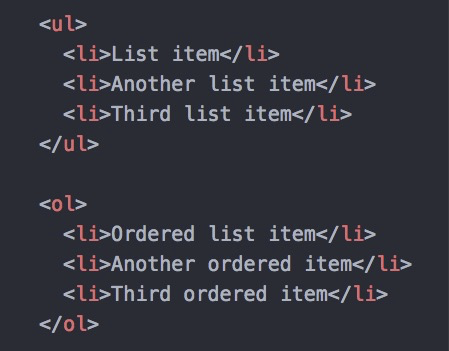 <ul>
  <li>List item</li>
  <li>Another list item</li>
  <li>Third list item</li>
</ul>

<ol>
  <li>Ordered list item</li>
  <li>Another ordered item</li>
  <li>Third ordered item</li>
</ol>